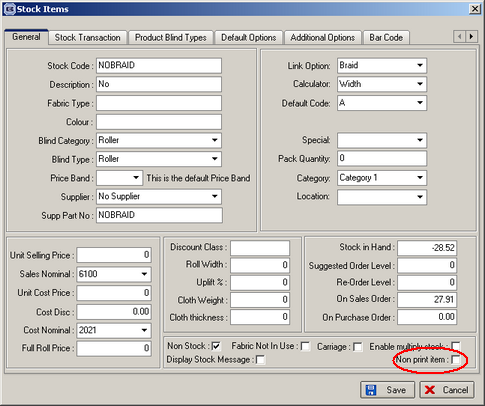 Stock Items
General Stock Transaction Product Blind Types Default Options Additional Options Bar Code
Stock Code : NOBRAID
Description : No
Fabric Type :
Colour :
Blind Category : Roller
Blind Type : Roller
Price Band : This is the default Price Band
Supplier : No Supplier
Supp Part No : NOBRAID
Link Option: Braid
Calculator: Width
Default Code: A
Special:
Pack Quantity: 0
Category: Category 1
Location:
Unit Selling Price : 0
Sales Nominal : 6100
Unit Cost Price : 0
Cost Disc : 0.00
Cost Nominal : 2021
Full Roll Price : 0
Discount Class :
Roll Width : 0
Uplift % : 0
Cloth Weight : 0
Cloth thickness : 0
Stock in Hand : -28.52
Suggested Order Level : 0
Re-Order Level : 0
On Sales Order : 27.91
On Purchase Order : 0.00
Non Stock : Fabric Not In Use : Carriage : Enable multiply stock :
Display Stock Message : Non print item :
Save Cancel